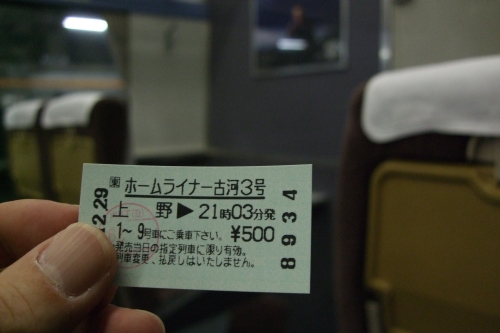 東 ホームライナー古河3号
上 野 ▶ 21時03分発
1~9号車にご乗車下さい。 ¥500
発売当日の指定列車に限り有効。
列車変更、払戻しはいたしません。
2.29
8934